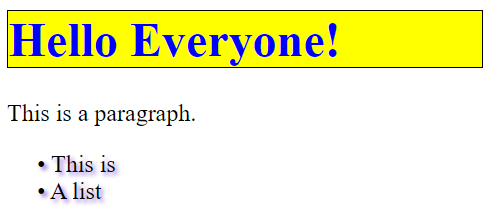 Hello Everyone!
This is a paragraph.
• This is
• A list